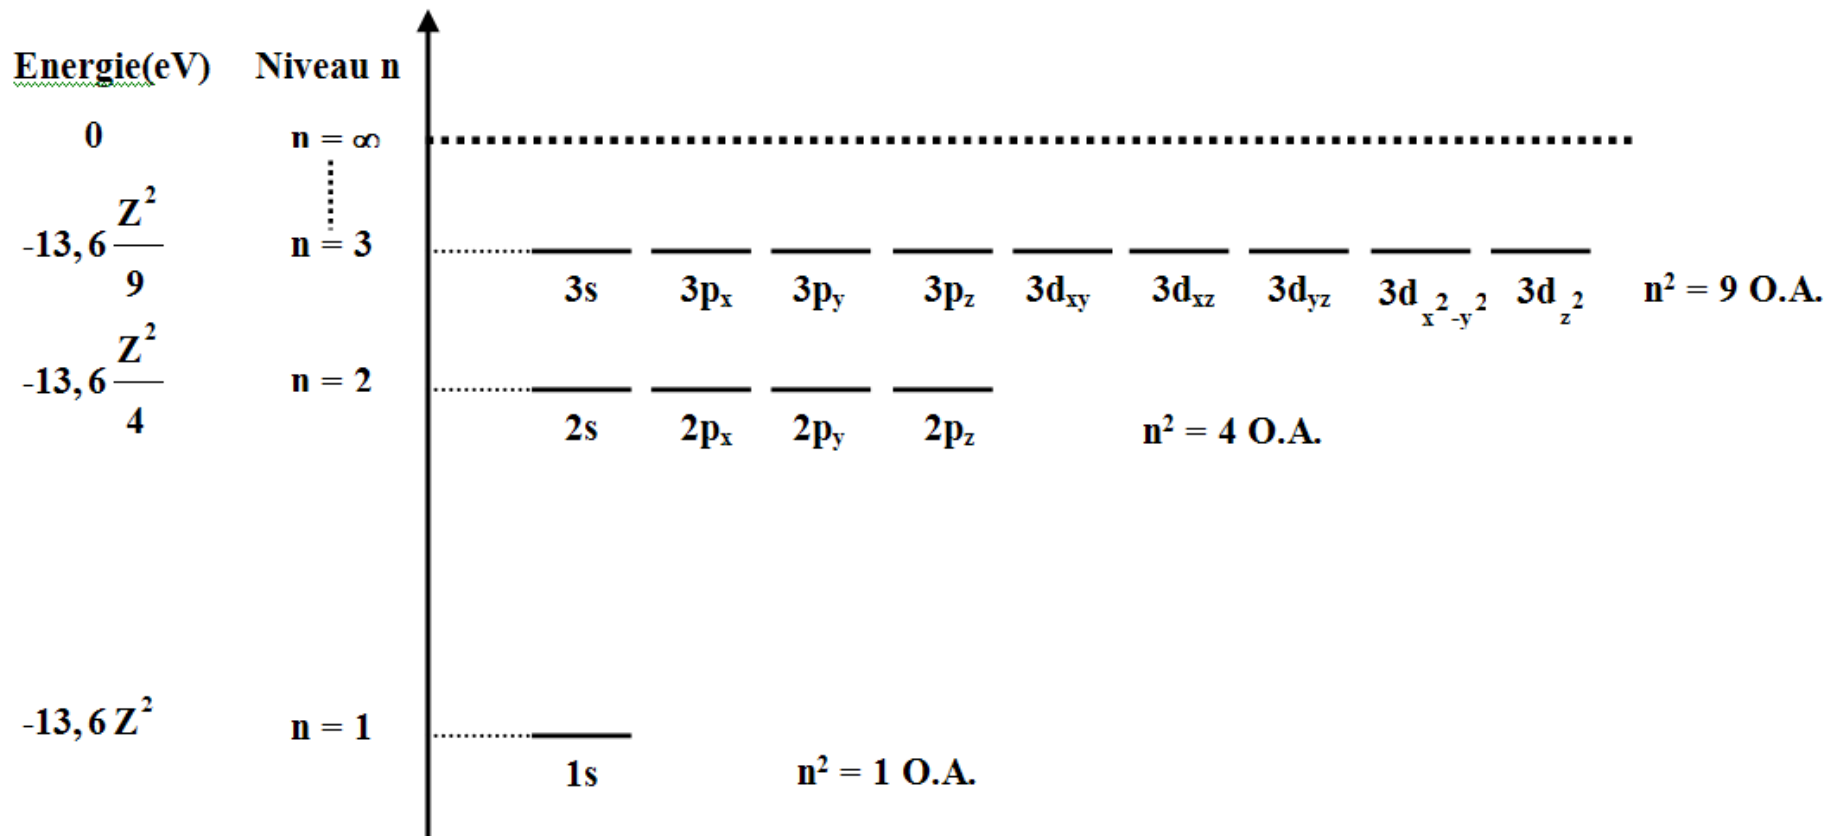 Energie(eV) Niveau n
0 n = ∞
-13,6 Z²/9 n = 3
3s 3pₓ 3pᵧ 3p_z 3d_xy 3d_xz 3d_yz 3d_x²-y² 3d_z² n² = 9 O.A.
-13,6 Z²/4 n = 2
2s 2pₓ 2pᵧ 2p_z n² = 4 O.A.
-13,6 Z² n = 1
1s n² = 1 O.A.